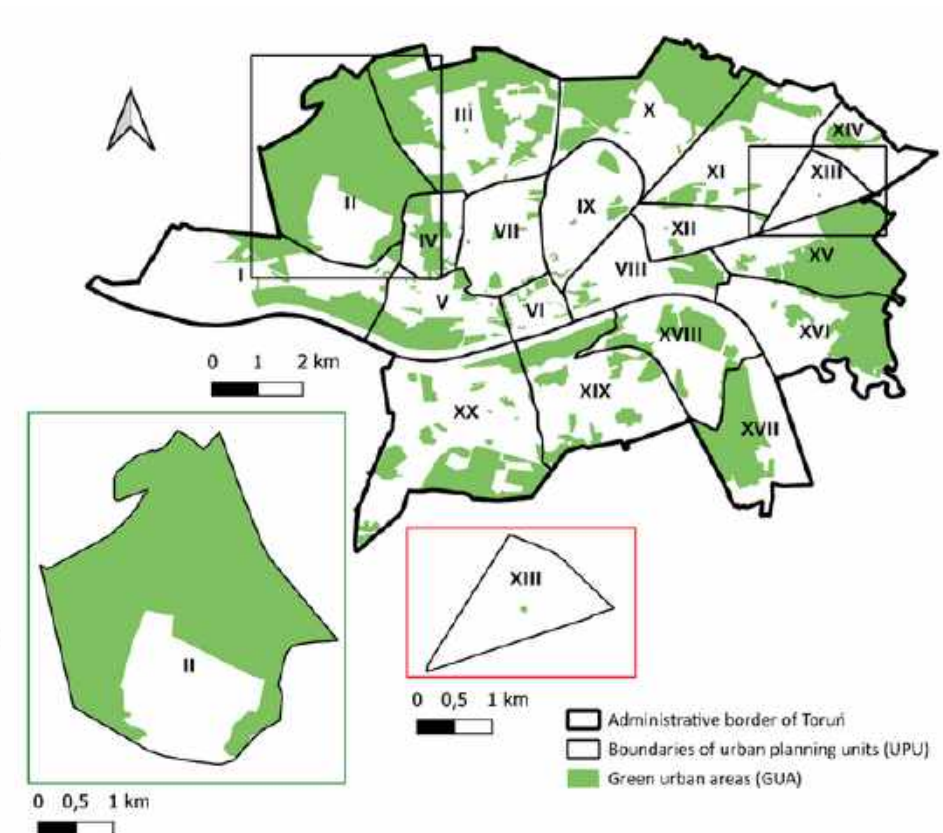 III
X
XIV
XI
XIII
II
IX
XII
IV
VII
XV
I
VIII
V
VI
XVI
XVIII
0 1 2 km
XIX
XX
XVII
XIII
II
0 0,5 1 km
Administrative border of Toruń
Boundaries of urban planning units (UPU)
Green urban areas (GUA)
0 0,5 1 km